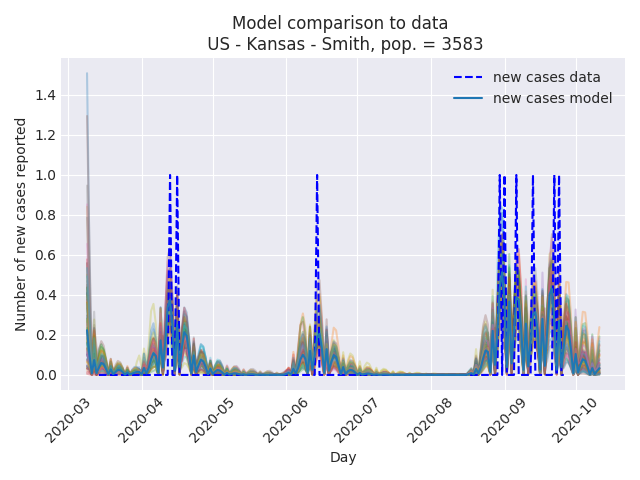 Model comparison to data
US - Kansas - Smith, pop. = 3583
new cases data
new cases model
Number of new cases reported
1.4
1.2
1.0
0.8
0.6
0.4
0.2
0.0
2020-03
2020-04
2020-05
2020-06
2020-07
2020-08
2020-09
2020-10
Day